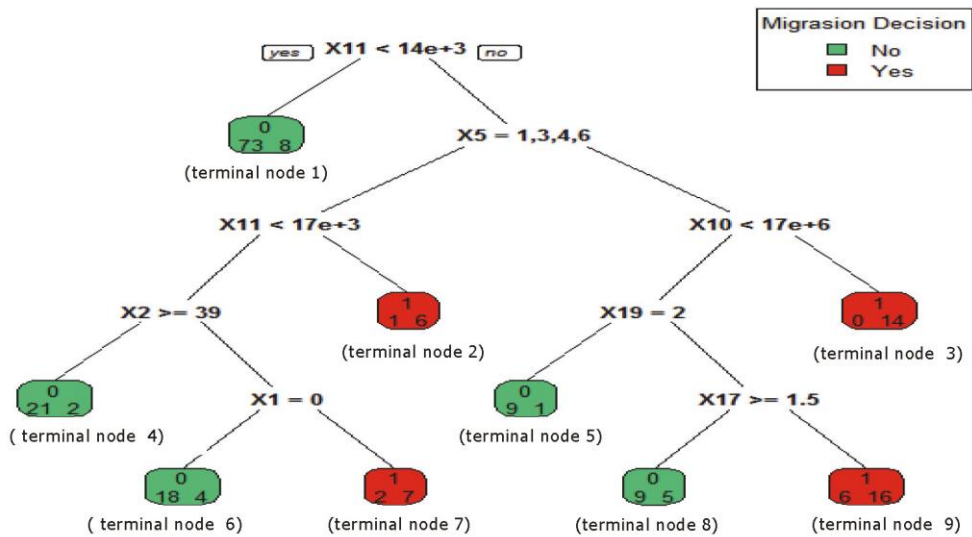 Migrasion Decision
No
Yes
yes X11 < 14e+3 no
0
73 8
(terminal node 1)
X5 = 1,3,4,6
X11 < 17e+3
X10 < 17e+6
X2 >= 39
1
1 6
(terminal node 2)
X19 = 2
1
0 14
(terminal node 3)
0
21 2
( terminal node 4)
X1 = 0
0
9 1
(terminal node 5)
X17 >= 1.5
0
18 4
( terminal node 6)
1
2 7
(terminal node 7)
0
9 5
(terminal node 8)
1
6 16
(terminal node 9)